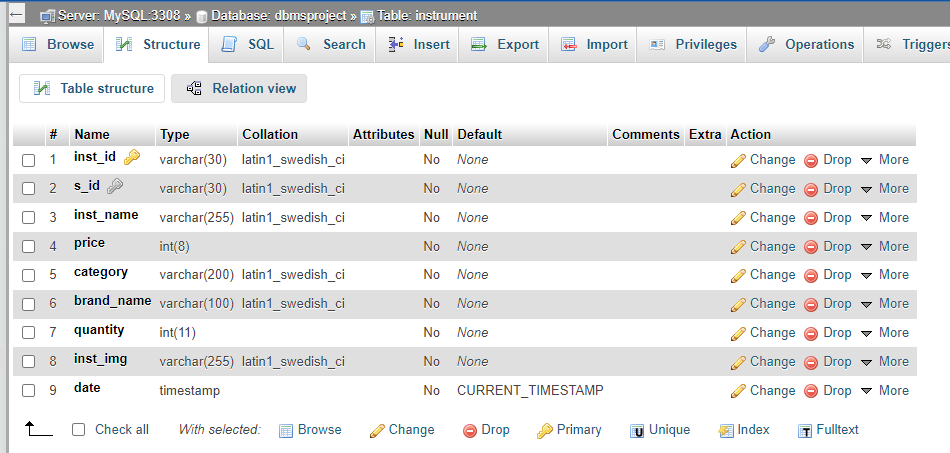 Server: MySQL:3308 » Database: dbmsproject » Table: instrument
Browse Structure SQL Search Insert Export Import Privileges Operations Triggers
Table structure Relation view
# Name Type Collation Attributes Null Default Comments Extra Action
1 inst_id varchar(30) latin1_swedish_ci No None Change Drop More
2 s_id varchar(30) latin1_swedish_ci No None Change Drop More
3 inst_name varchar(255) latin1_swedish_ci No None Change Drop More
4 price int(8) No None Change Drop More
5 category varchar(200) latin1_swedish_ci No None Change Drop More
6 brand_name varchar(100) latin1_swedish_ci No None Change Drop More
7 quantity int(11) No None Change Drop More
8 inst_img varchar(255) latin1_swedish_ci No None Change Drop More
9 date timestamp No CURRENT_TIMESTAMP Change Drop More
Check all With selected: Browse Change Drop Primary Unique Index Fulltext